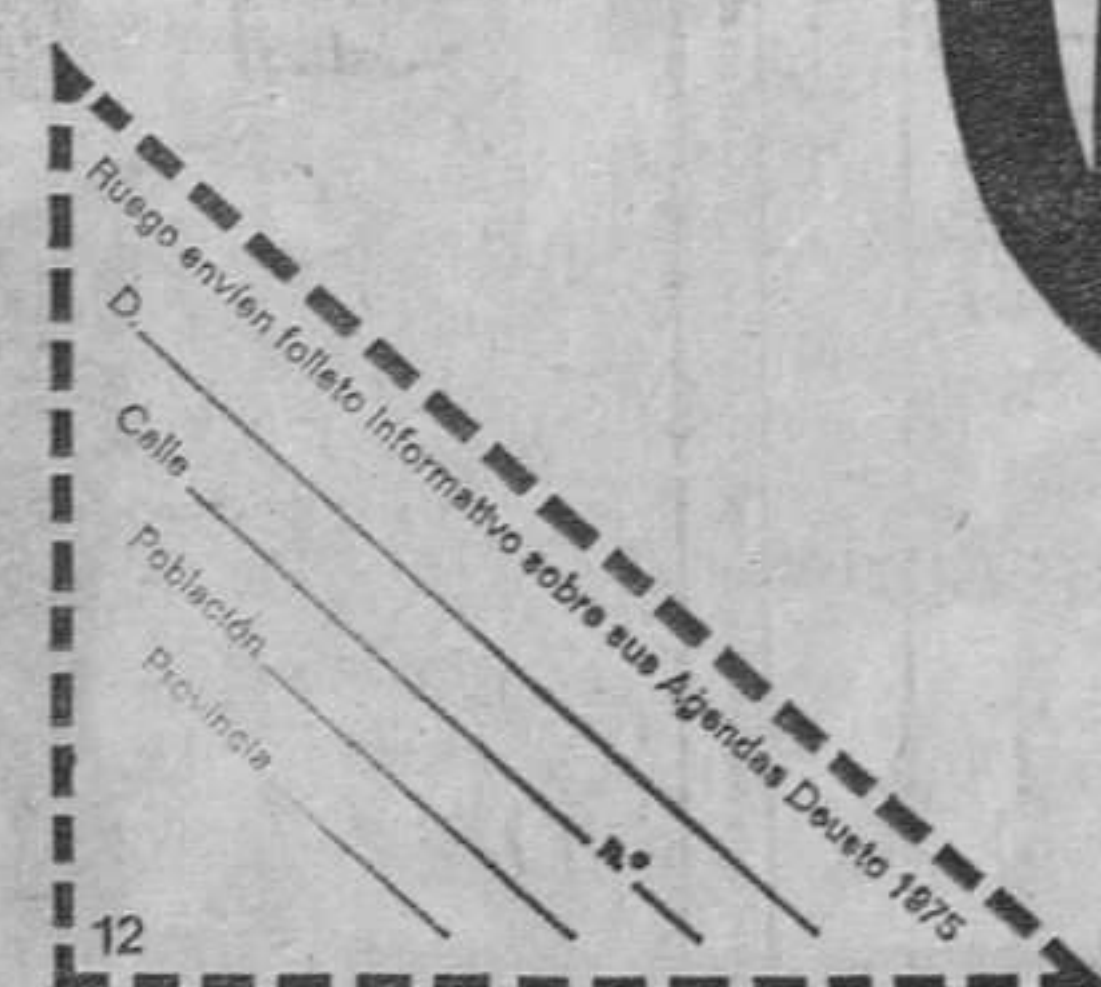 Ruego envíen folleto informativo sobre sus Agendas Deusto 1975
D.
Calle n.º
Población
Provincia
12